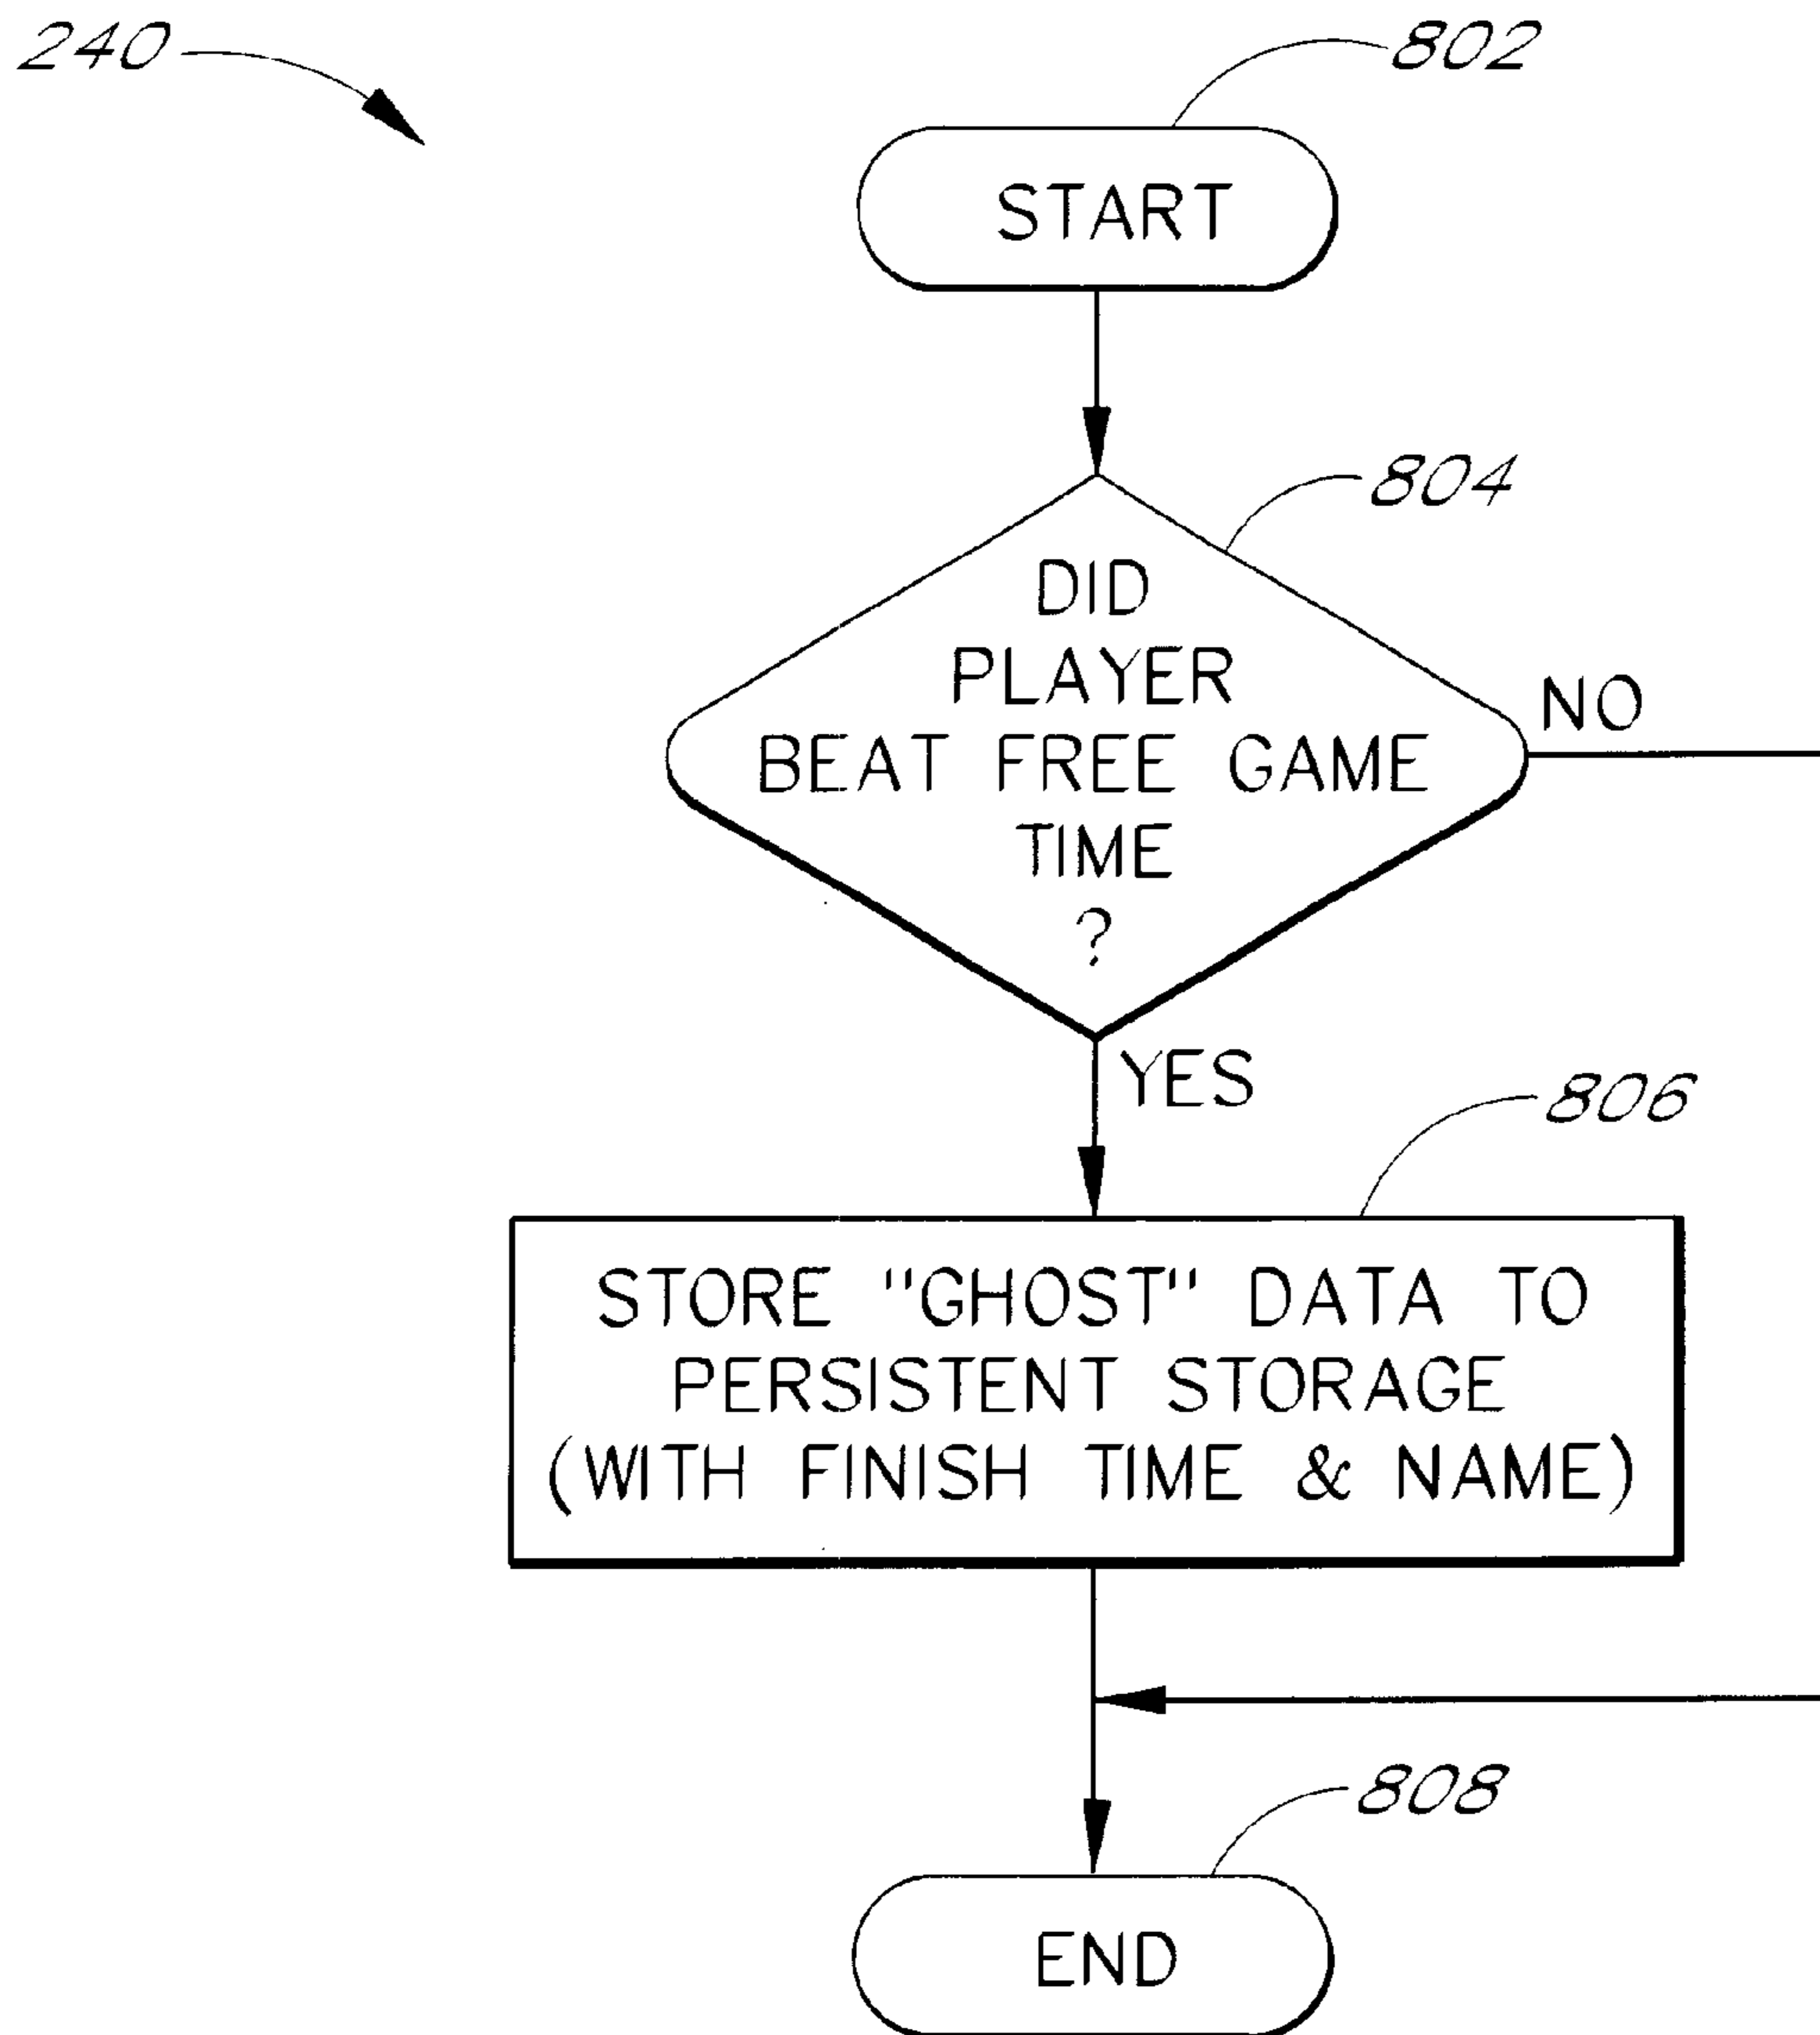 240
802
START
804
DID
PLAYER
BEAT FREE GAME
TIME
?
NO
YES
806
STORE "GHOST" DATA TO
PERSISTENT STORAGE
(WITH FINISH TIME & NAME)
808
END